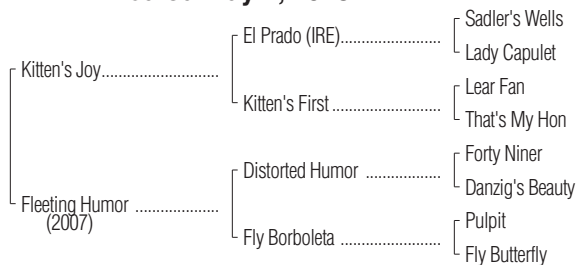 Sadler's Wells
El Prado (IRE)....................
Lady Capulet
Kitten's Joy........................
Lear Fan
Kitten's First ......................
That's My Hon
Forty Niner
Distorted Humor ...............
Danzig's Beauty
Fleeting Humor .................
(2007)
Pulpit
Fly Borboleta ....................
Fly Butterfly